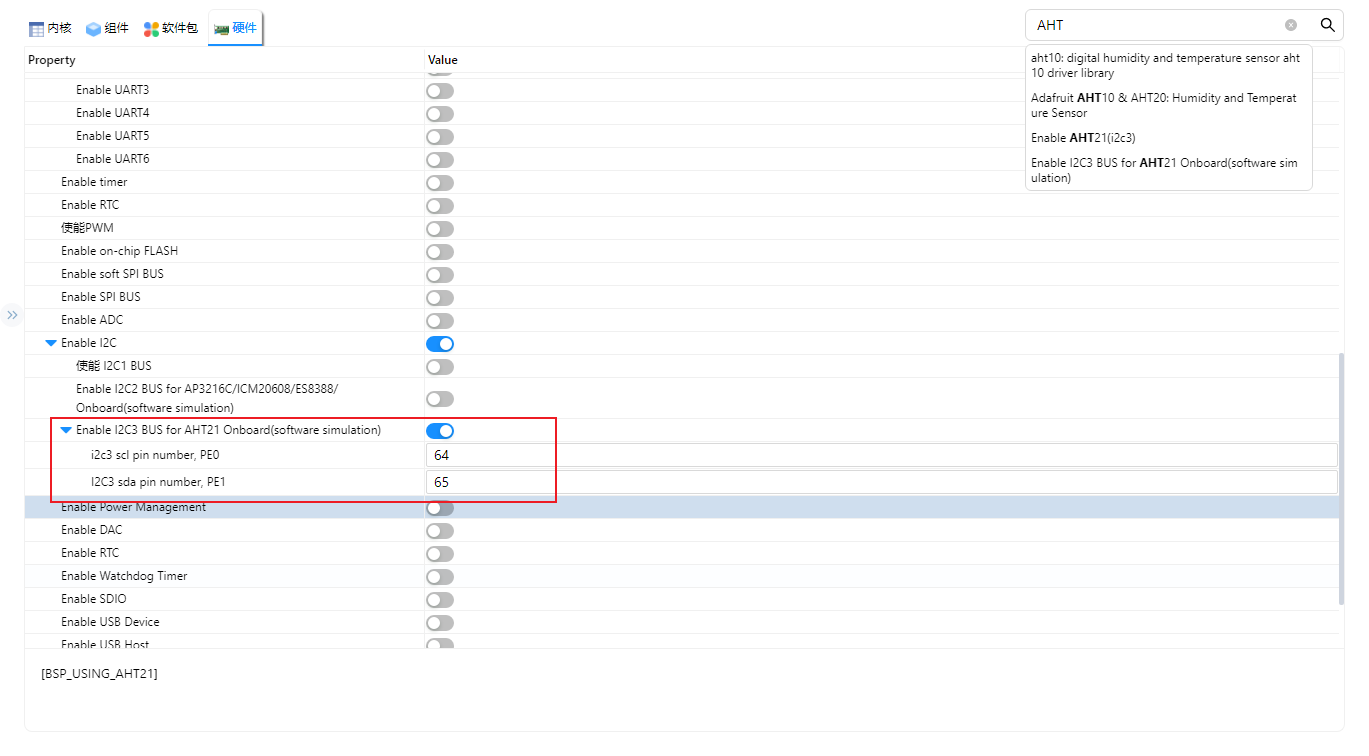 内核 组件 软件包 硬件
AHT
Property Value
aht10: digital humidity and temperature sensor aht
10 driver library
Adafruit AHT10 & AHT20: Humidity and Temperat
ure Sensor
Enable AHT21(i2c3)
Enable I2C3 BUS for AHT21 Onboard(software sim
ulation)
Enable UART3
Enable UART4
Enable UART5
Enable UART6
Enable timer
Enable RTC
使能PWM
Enable on-chip FLASH
Enable soft SPI BUS
Enable SPI BUS
Enable ADC
Enable I2C
使能 I2C1 BUS
Enable I2C2 BUS for AP3216C/ICM20608/ES8388/
Onboard(software simulation)
Enable I2C3 BUS for AHT21 Onboard(software simulation)
i2c3 scl pin number, PE0 64
I2C3 sda pin number, PE1 65
Enable Power Management
Enable DAC
Enable RTC
Enable Watchdog Timer
Enable SDIO
Enable USB Device
Enable USB Host
[BSP_USING_AHT21]